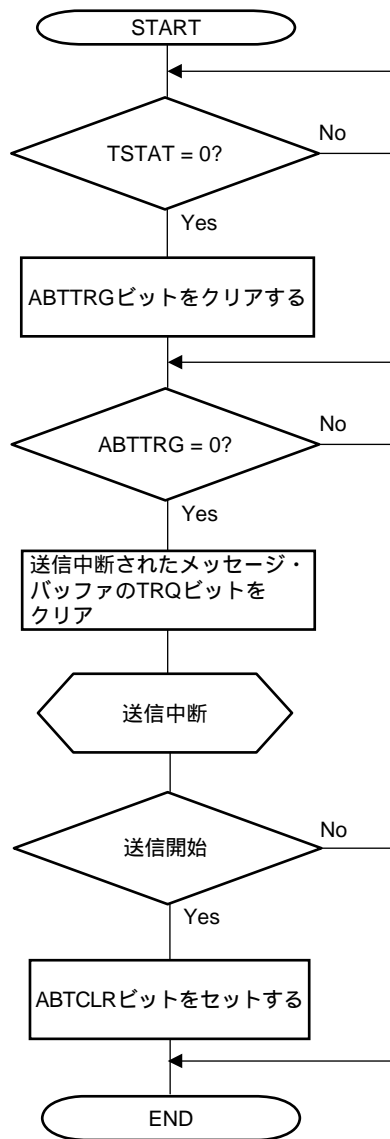 START
TSTAT = 0?
No
Yes
ABTTRGビットをクリアする
ABTTRG = 0?
No
Yes
送信中断されたメッセージ・
バッファのTRQビットを
クリア
送信中断
送信開始
No
Yes
ABTCLRビットをセットする
END